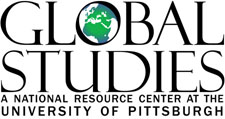 GLOBAL
STUDIES
A NATIONAL RESOURCE CENTER AT THE
UNIVERSITY OF PITTSBURGH